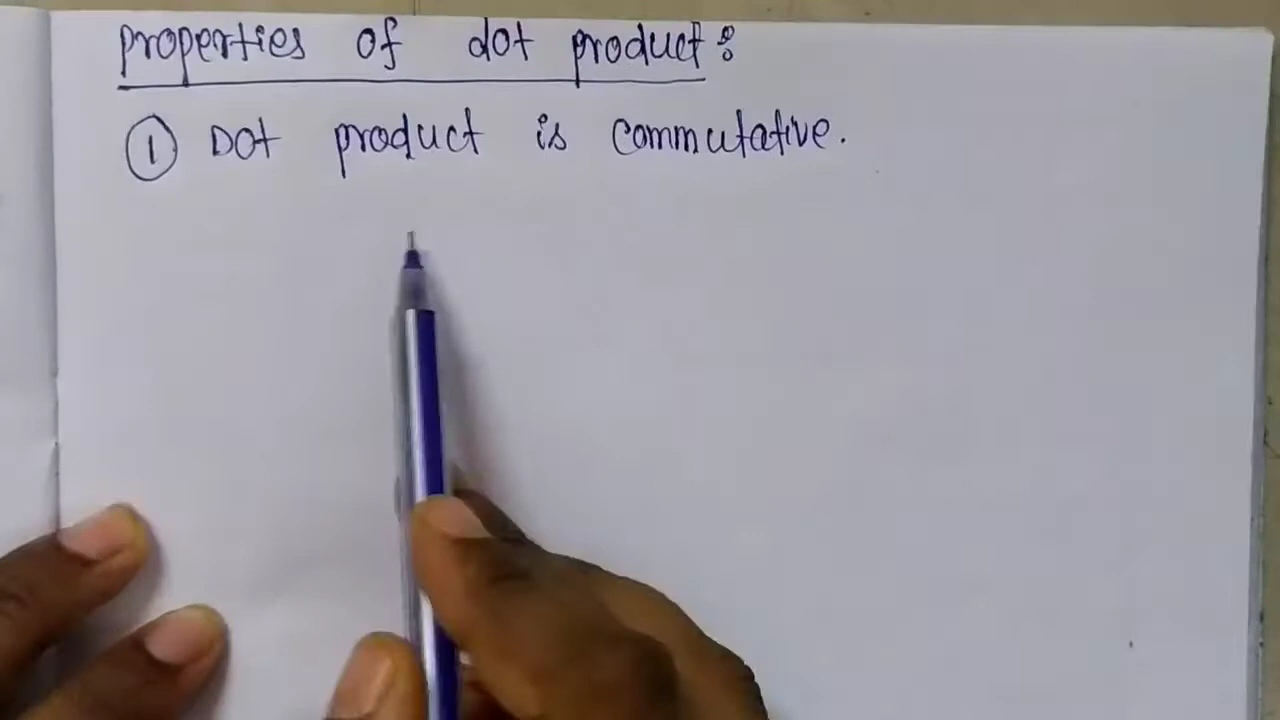 properties of dot product :
① Dot product is commutative.